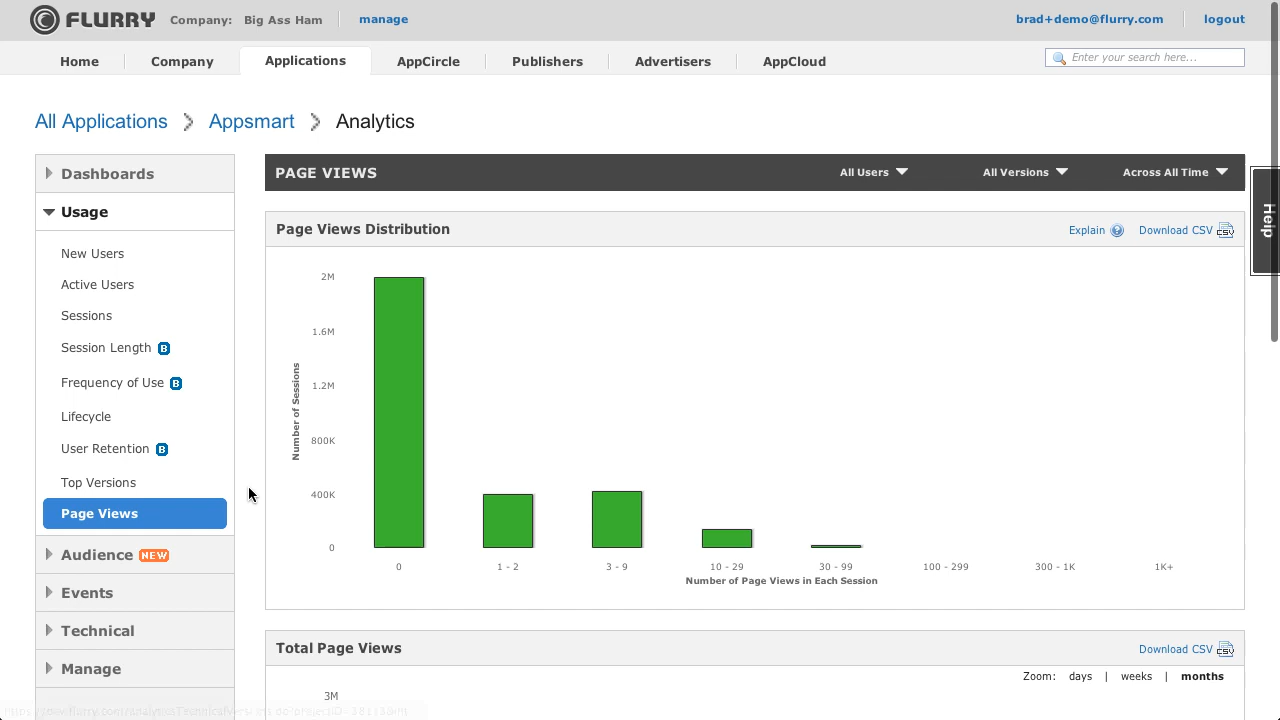 FLURRY Company: Big Ass Ham manage brad+demo@flurry.com logout
Home Company Applications AppCircle Publishers Advertisers AppCloud Enter your search here...
All Applications Appsmart Analytics
Dashboards
Usage
New Users
Active Users
Sessions
Session Length B
Frequency of Use B
Lifecycle
User Retention B
Top Versions
Page Views
Audience NEW
Events
Technical
Manage
PAGE VIEWS All Users All Versions Across All Time
Page Views Distribution Explain ? Download CSV CSV
2M
1.6M
1.2M
800K
400K
0
Number of Sessions
0 1 - 2 3 - 9 10 - 29 30 - 99 100 - 299 300 - 1K 1K+
Number of Page Views in Each Session
Total Page Views Download CSV CSV
Zoom: days | weeks | months
3M
Help